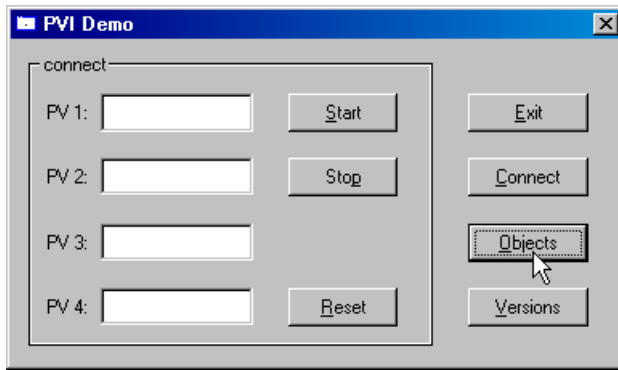 PVI Demo
connect
PV 1: Start Exit
PV 2: Stop Connect
PV 3: Objects
PV 4: Reset Versions